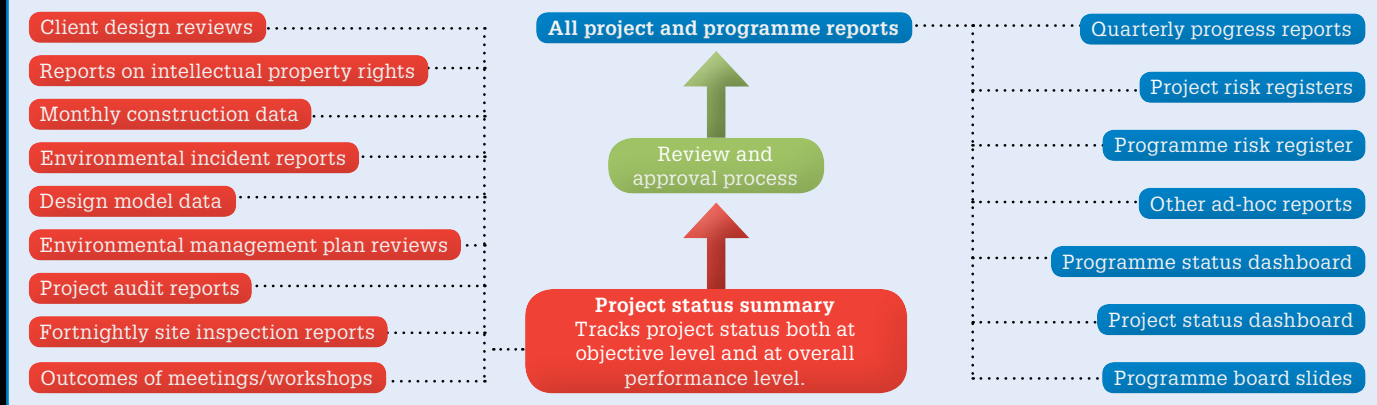 Client design reviews
Reports on intellectual property rights
Monthly construction data
Environmental incident reports
Design model data
Environmental management plan reviews
Project audit reports
Fortnightly site inspection reports
Outcomes of meetings/workshops
All project and programme reports
Review and
approval process
Project status summary
Tracks project status both at
objective level and at overall
performance level.
Quarterly progress reports
Project risk registers
Programme risk register
Other ad-hoc reports
Programme status dashboard
Project status dashboard
Programme board slides